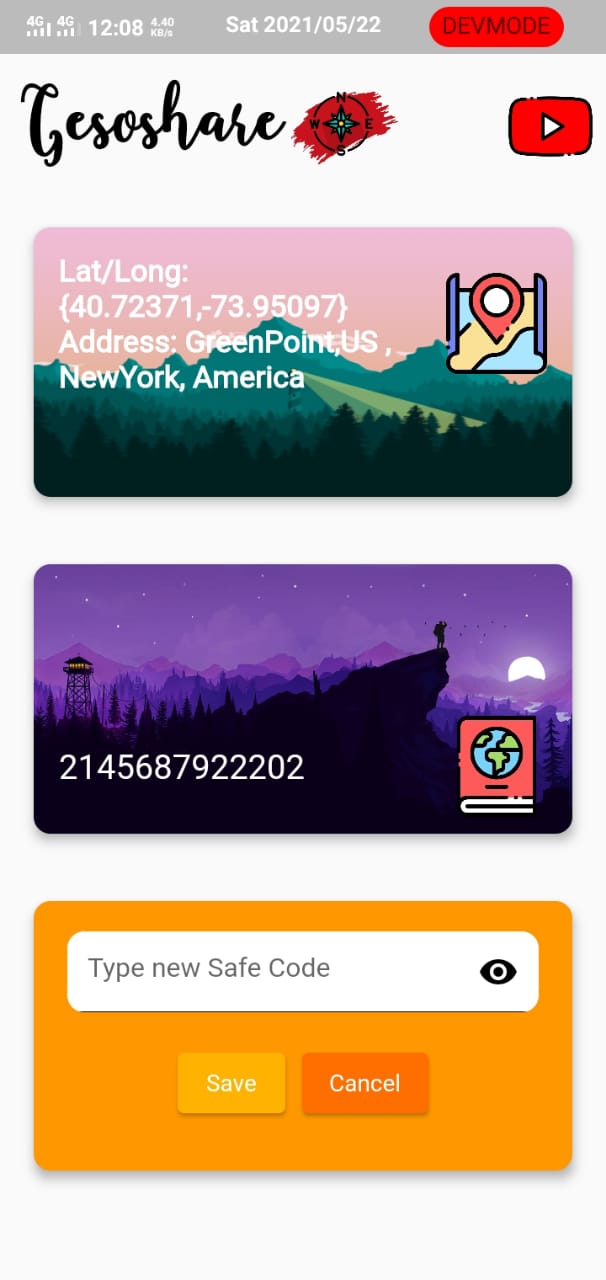 4G 4G 12:08 4.40 KB/s Sat 2021/05/22 DEVMODE
Gesoshare N W E S
Lat/Long:
{40.72371,-73.95097}
Address: GreenPoint,US ,
NewYork, America
2145687922202
Type new Safe Code
Save Cancel